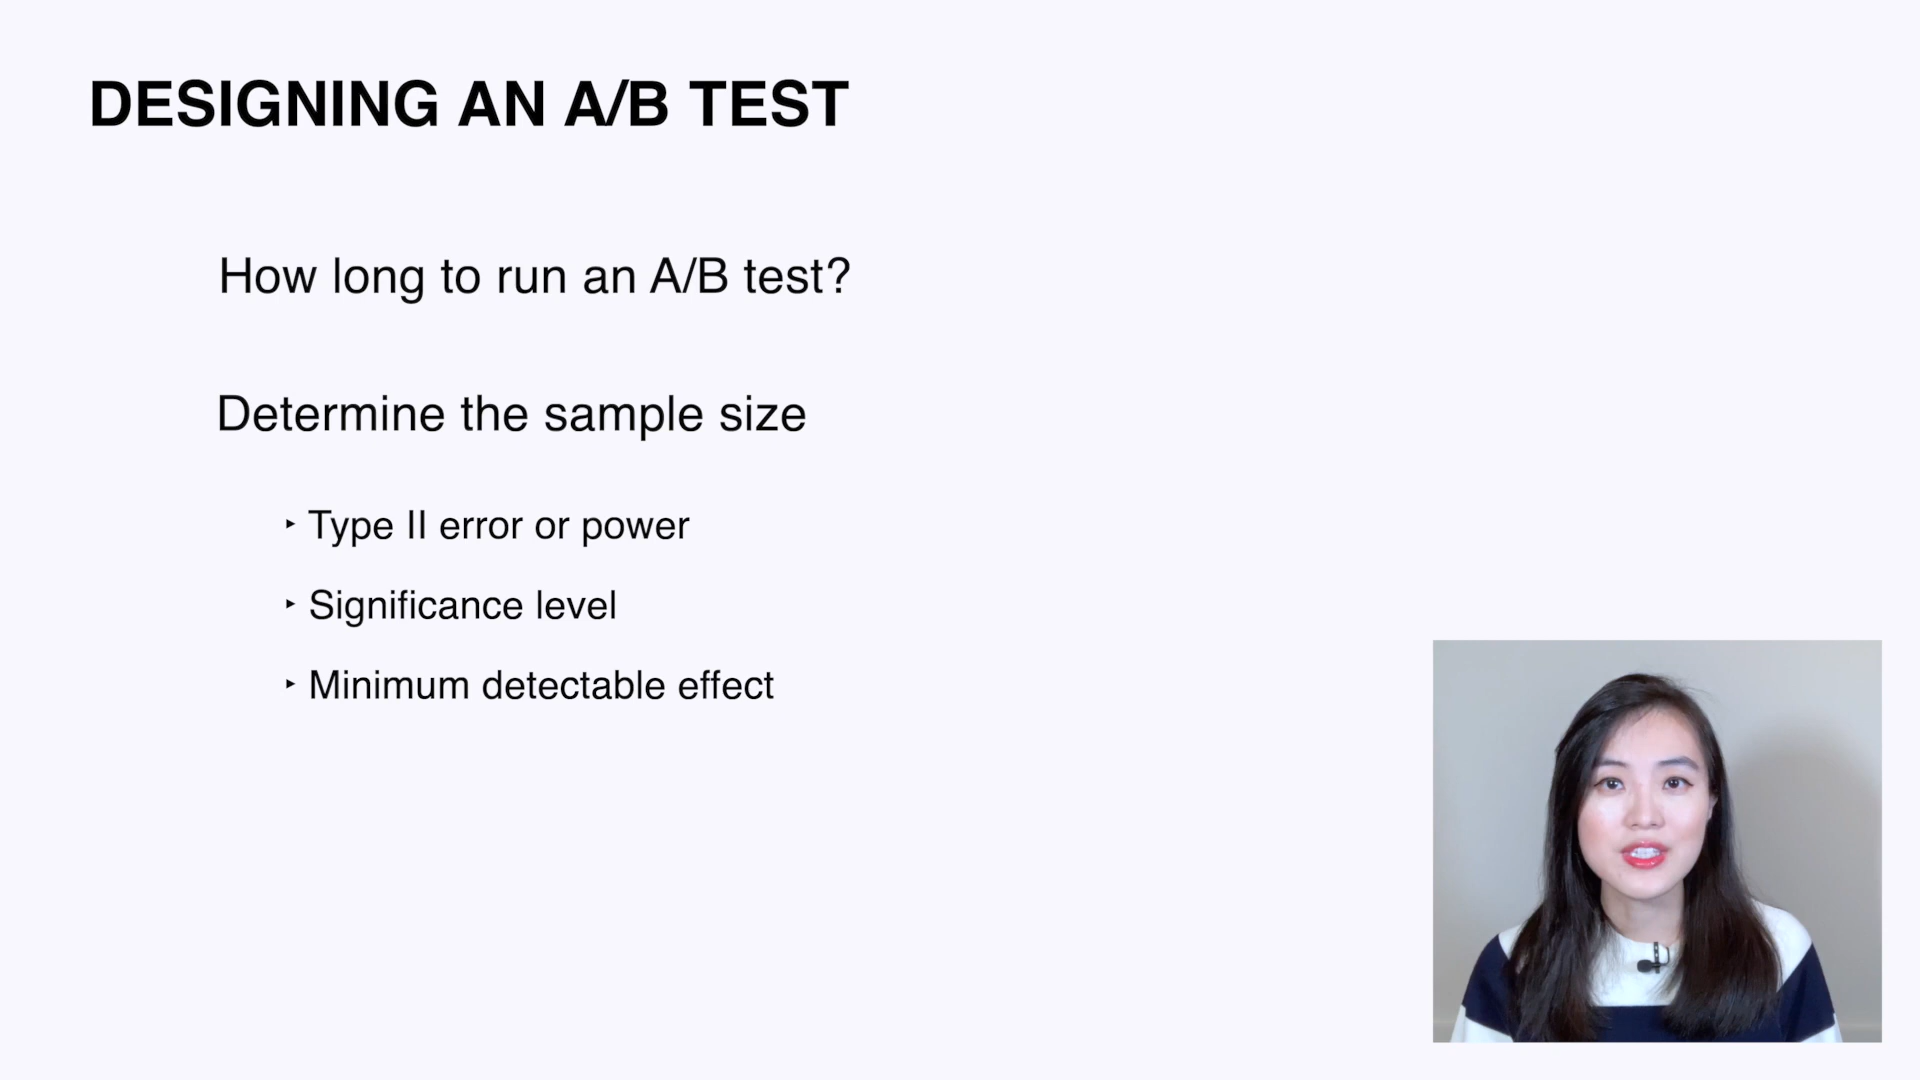 DESIGNING AN A/B TEST
How long to run an A/B test?
Determine the sample size
‣ Type II error or power
‣ Significance level
‣ Minimum detectable effect